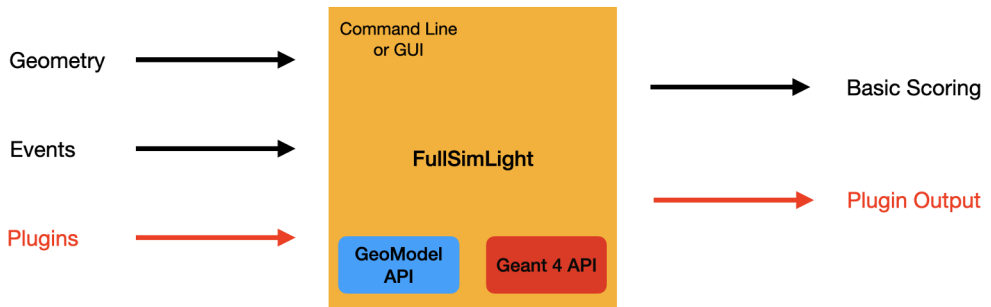 Command Line
or GUI
Geometry
Basic Scoring
Events
FullSimLight
Plugin Output
Plugins
GeoModel
API
Geant 4 API